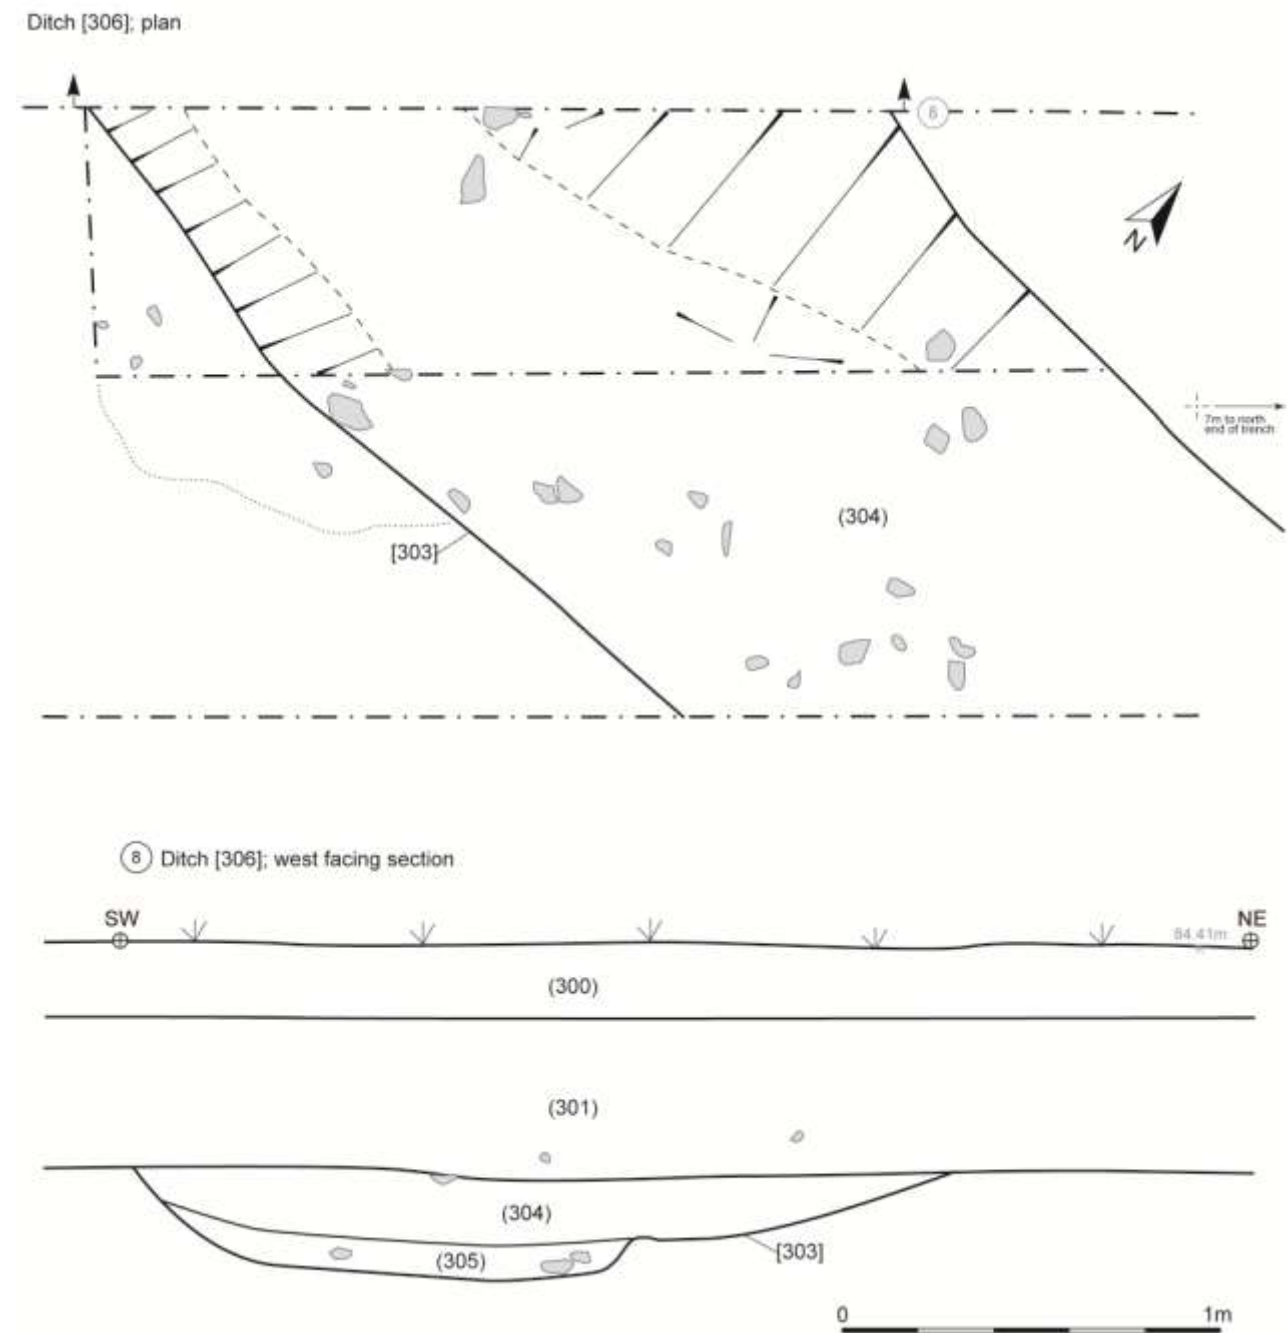 Ditch [306]; plan
8
N
7m to north
end of trench
(304)
[303]
8 Ditch [306]; west facing section
SW
NE
84.41m
(300)
(301)
(304)
(305)
[303]
0 1m